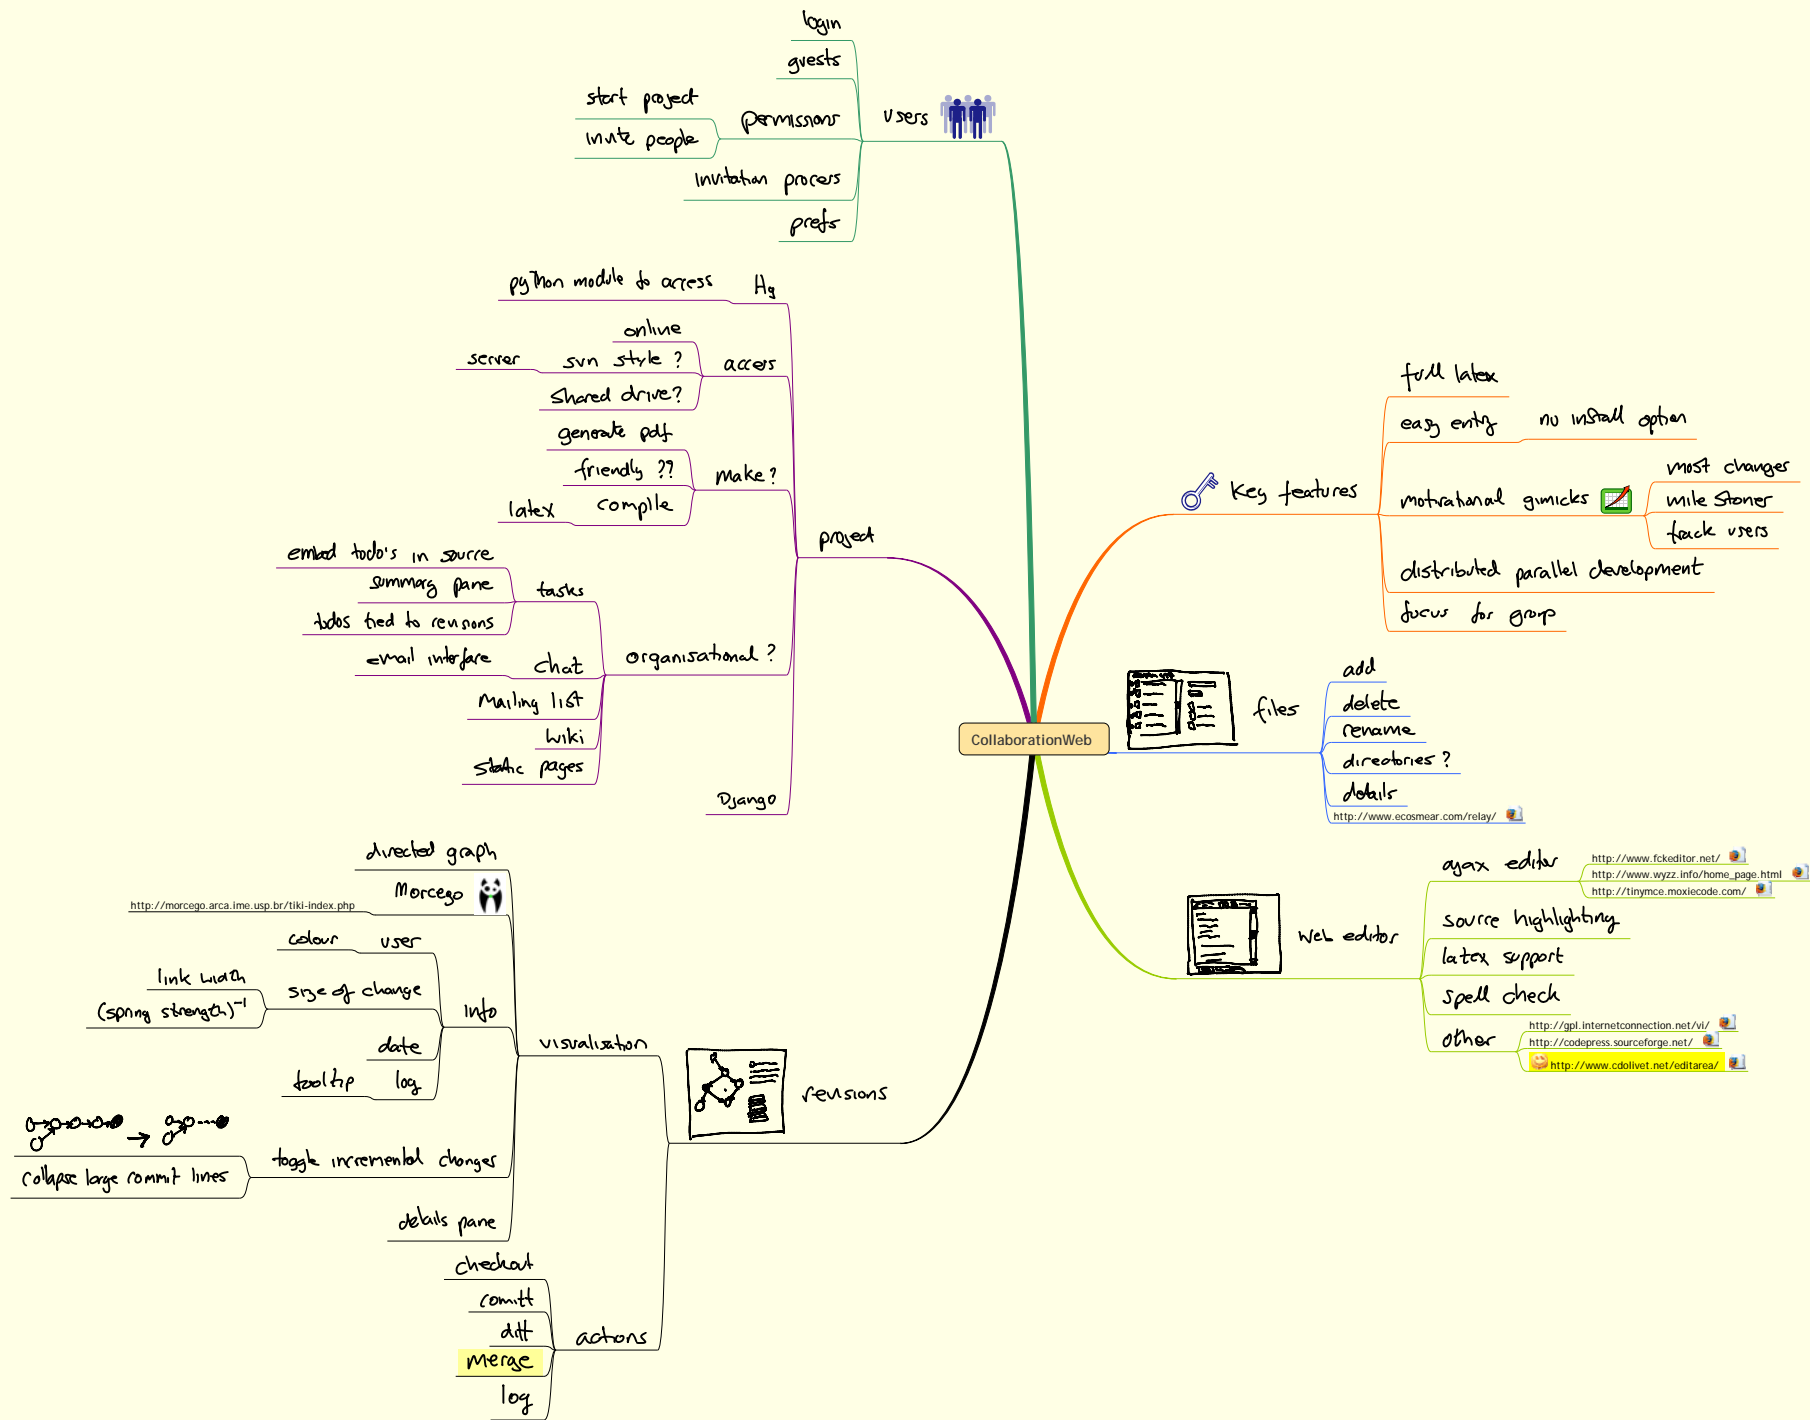 login
guests
start project
invite people
permissions
users
invitation process
prefs
python module to access
Hg
online
server
svn style ?
shared drive?
access
generate pdf
friendly ??
latex
compile
make?
project
embed todo's in source
summary pane
todos tied to revisions
tasks
email interface
chat
mailing list
wiki
static pages
organisational ?
Django
full latex
easy entry
no install option
key features
motivational gimicks
most changes
mile stones
track users
distributed parallel development
focus for group
CollaborationWeb
files
add
delete
rename
directories ?
details
http://www.ecosmear.com/relay/
web editor
ajax editor
http://www.fckeditor.net/
http://www.wyzz.info/home_page.html
http://tinymce.moxiecode.com/
source highlighting
latex support
spell check
other
http://gpl.internetconnection.net/vi/
http://codepress.sourceforge.net/
http://www.cdolivet.net/editarea/
directed graph
Morcego
http://morcego.arca.ime.usp.br/tiki-index.php
colour
user
link width
(spring strength)⁻¹
size of change
info
date
tooltip
log
visualisation
revisions
toggle incremental changes
collapse large commit lines
details pane
checkout
comitt
diff
merge
log
actions